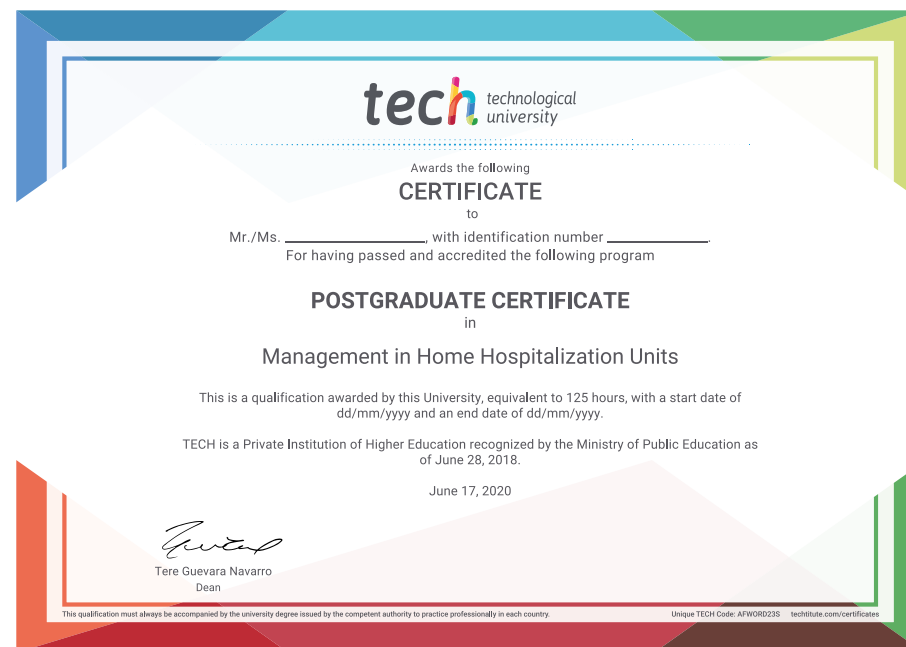 tech technological
university
Awards the following
CERTIFICATE
to
Mr./Ms. ____________________, with identification number ______________.
For having passed and accredited the following program
POSTGRADUATE CERTIFICATE
in
Management in Home Hospitalization Units
This is a qualification awarded by this University, equivalent to 125 hours, with a start date of
dd/mm/yyyy and an end date of dd/mm/yyyy.
TECH is a Private Institution of Higher Education recognized by the Ministry of Public Education as
of June 28, 2018.
June 17, 2020
Tere Guevara Navarro
Dean
This qualification must always be accompanied by the university degree issued by the competent authority to practice professionally in each country. Unique TECH Code: AFWORD23S techtitute.com/certificates